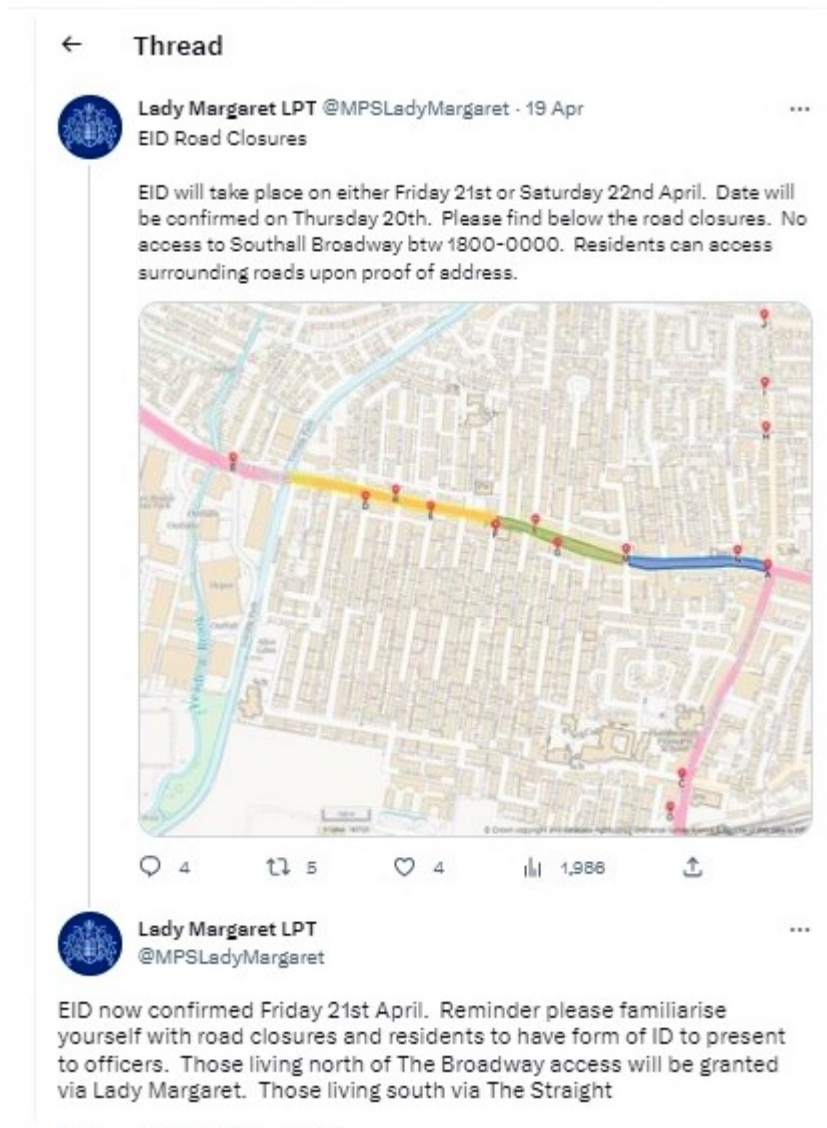 ← Thread
Lady Margaret LPT @MPSLadyMargaret · 19 Apr
EID Road Closures
EID will take place on either Friday 21st or Saturday 22nd April. Date will
be confirmed on Thursday 20th. Please find below the road closures. No
access to Southall Broadway btw 1800-0000. Residents can access
surrounding roads upon proof of address.
4 5 4 1,986
Lady Margaret LPT
@MPSLadyMargaret
EID now confirmed Friday 21st April. Reminder please familiarise
yourself with road closures and residents to have form of ID to present
to officers. Those living north of The Broadway access will be granted
via Lady Margaret. Those living south via The Straight